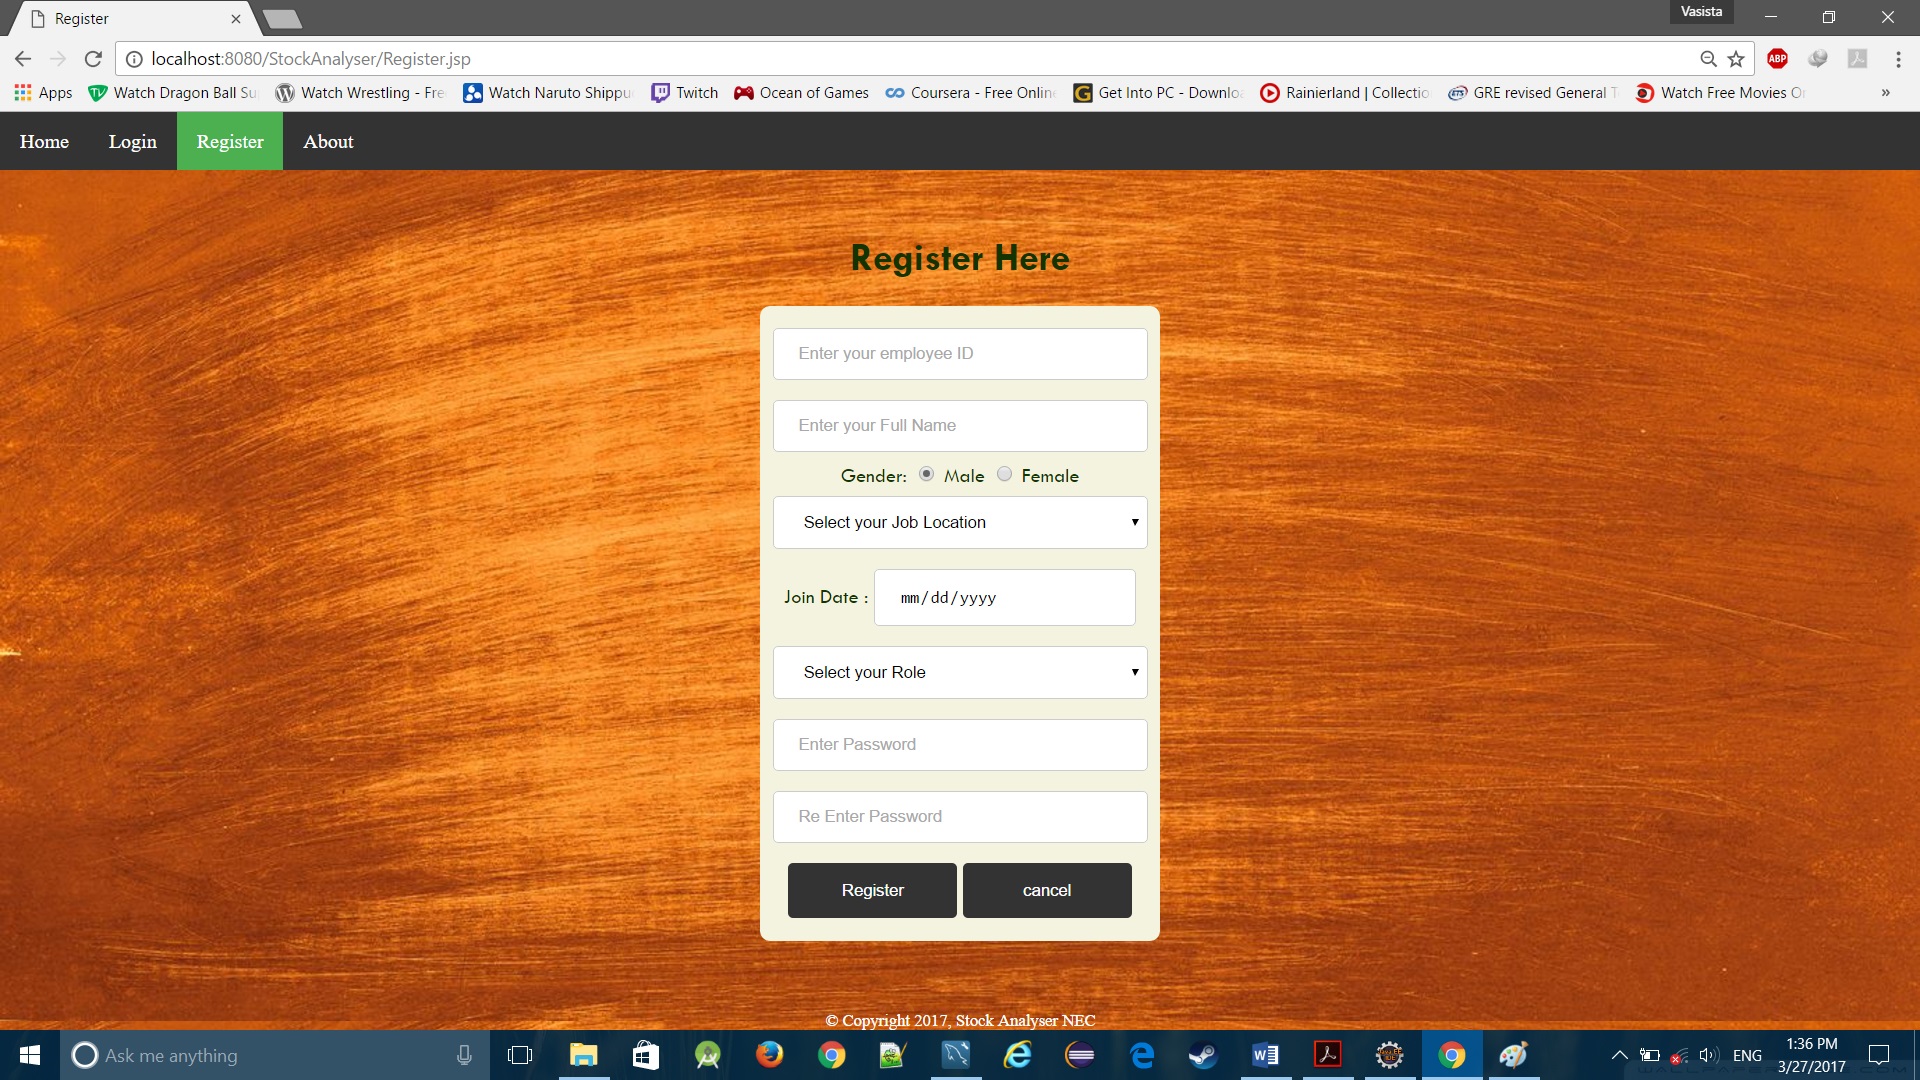 Register
Vasista
localhost:8080/StockAnalyser/Register.jsp
ABP
Apps Watch Dragon Ball Su Watch Wrestling - Fre Watch Naruto Shippu Twitch Ocean of Games Coursera - Free Onlin Get Into PC - Downlo Rainierland | Collectio GRE revised General T Watch Free Movies O »
Home Login Register About
Register Here
Enter your employee ID
Enter your Full Name
Gender: Male Female
Select your Job Location
Join Date : mm/dd/yyyy
Select your Role
Enter Password
Re Enter Password
Register cancel
© Copyright 2017, Stock Analyser NEC
Ask me anything
ENG
1:36 PM
3/27/2017